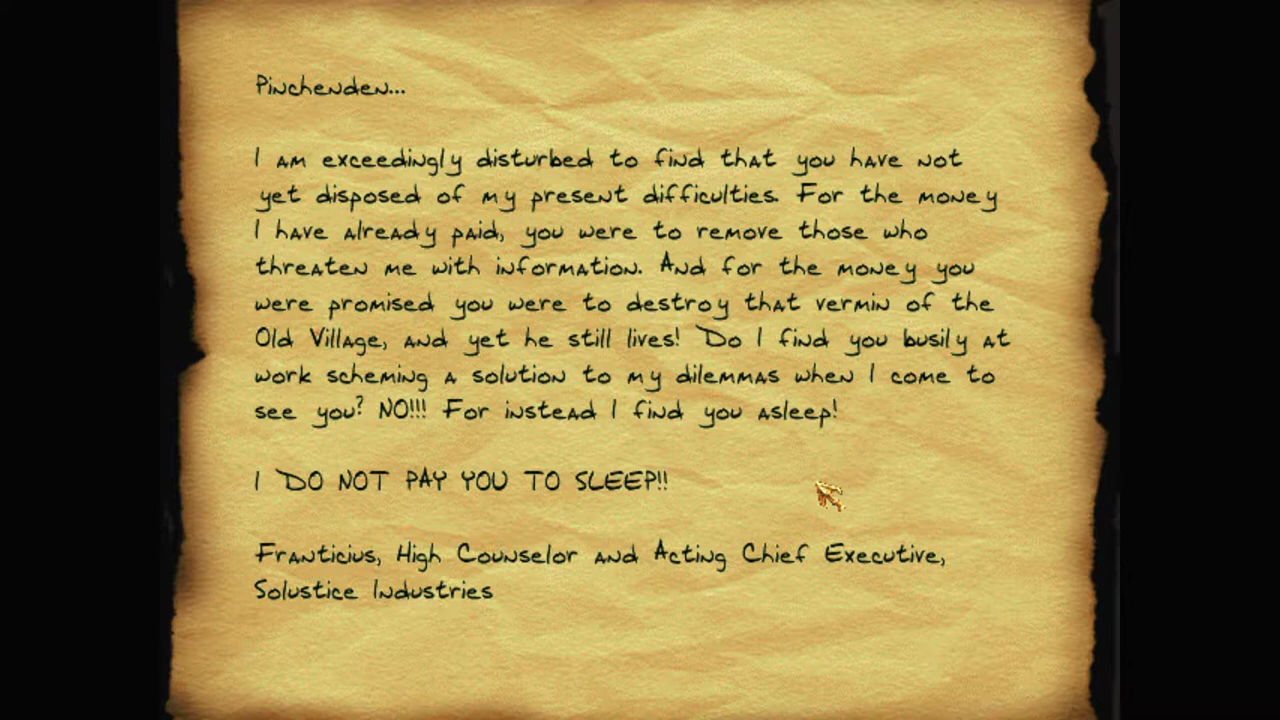 Pinchenden...
I am exceedingly disturbed to find that you have not
yet disposed of my present difficulties. For the money
I have already paid, you were to remove those who
threaten me with information. And for the money you
were promised you were to destroy that vermin of the
Old Village, and yet he still lives! Do I find you busily at
work scheming a solution to my dilemmas when I come to
see you? NO!!! For instead I find you asleep!
I DO NOT PAY YOU TO SLEEP!!
Franticius, High Counselor and Acting Chief Executive,
Solustice Industries